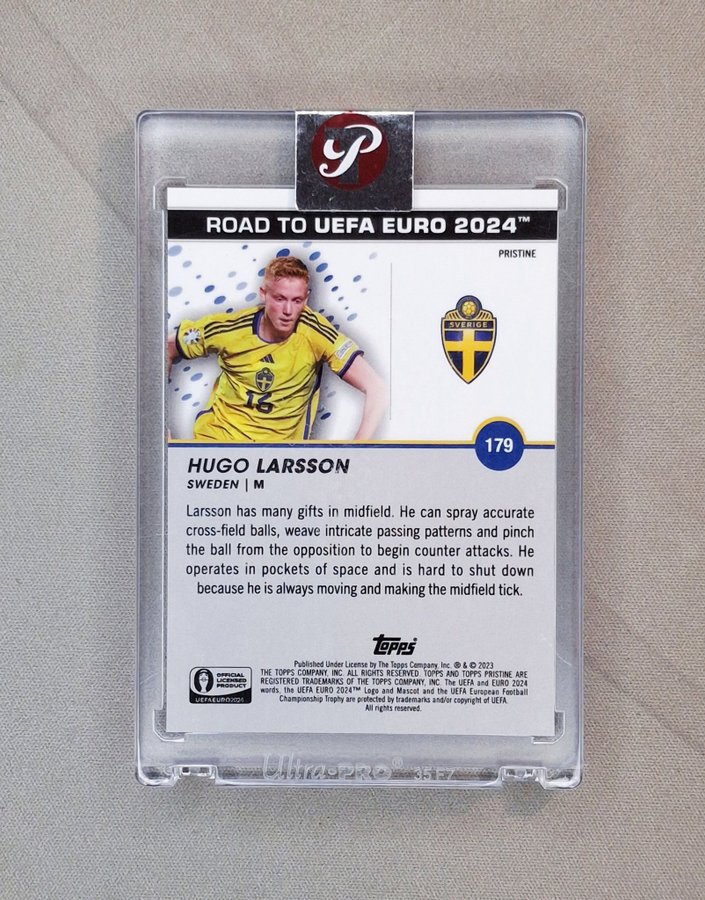 P
ROAD TO UEFA EURO 2024™
PRISTINE
SVERIGE
16
179
HUGO LARSSON
SWEDEN | M
Larsson has many gifts in midfield. He can spray accurate
cross-field balls, weave intricate passing patterns and pinch
the ball from the opposition to begin counter attacks. He
operates in pockets of space and is hard to shut down
because he is always moving and making the midfield tick.
topps
Published Under License by The Topps Company, Inc. ® & © 2023
THE TOPPS COMPANY, INC. ALL RIGHTS RESERVED. TOPPS AND TOPPS PRISTINE ARE
REGISTERED TRADEMARKS OF THE TOPPS COMPANY, INC. The UEFA and EURO 2024
words, the UEFA EURO 2024™ Logo and Mascot and the UEFA European Football
Championship Trophy are protected by trademarks and/or copyright of UEFA.
All rights reserved.
OFFICIAL
LICENSED
PRODUCT
UEFA EURO2024
Ultra·PRO® 35ET